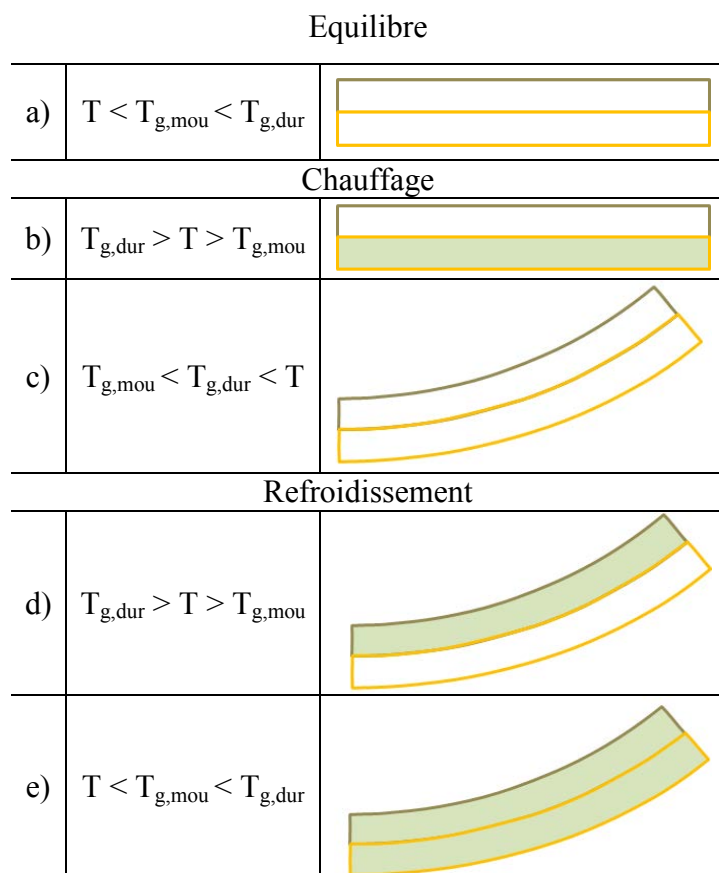 Equilibre
a) T < Tg,mou < Tg,dur
Chauffage
b) Tg,dur > T > Tg,mou
c) Tg,mou < Tg,dur < T
Refroidissement
d) Tg,dur > T > Tg,mou
e) T < Tg,mou < Tg,dur